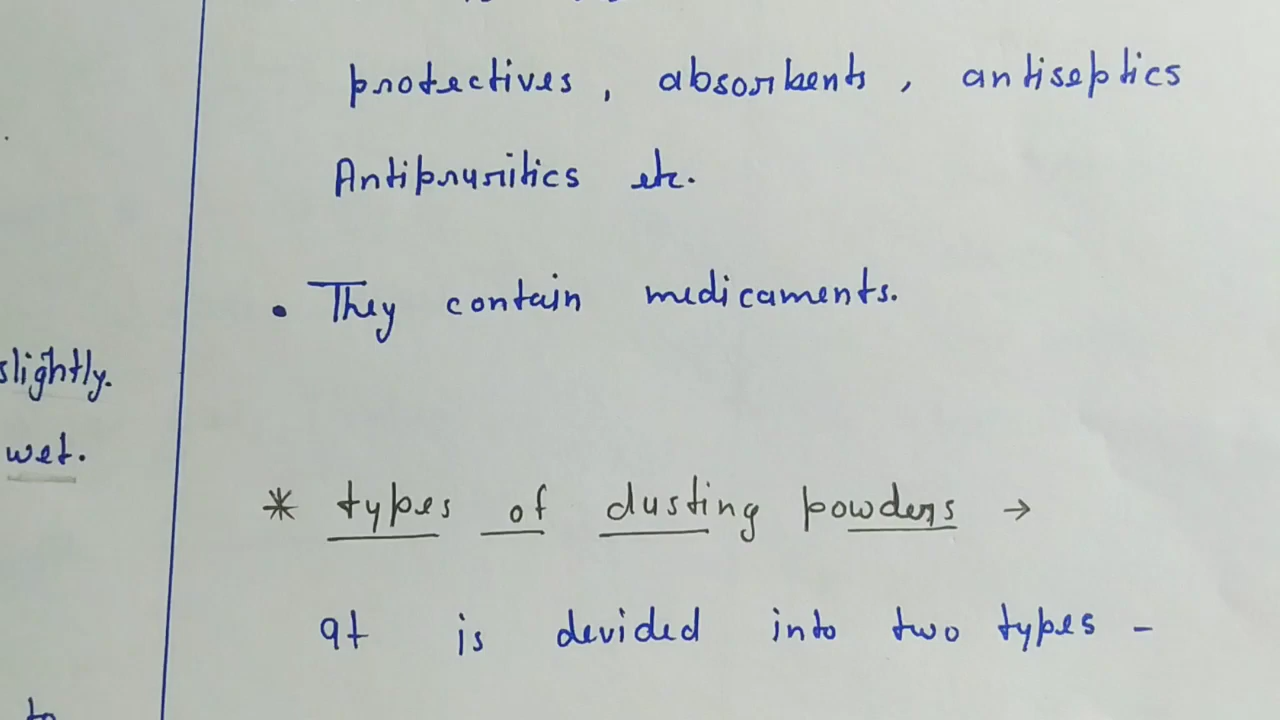 protectives, absorbents, antiseptics
Antipruritics etc.
• They contain medicaments.
slightly.
wet.
* types of dusting powders →
It is devided into two types -
to